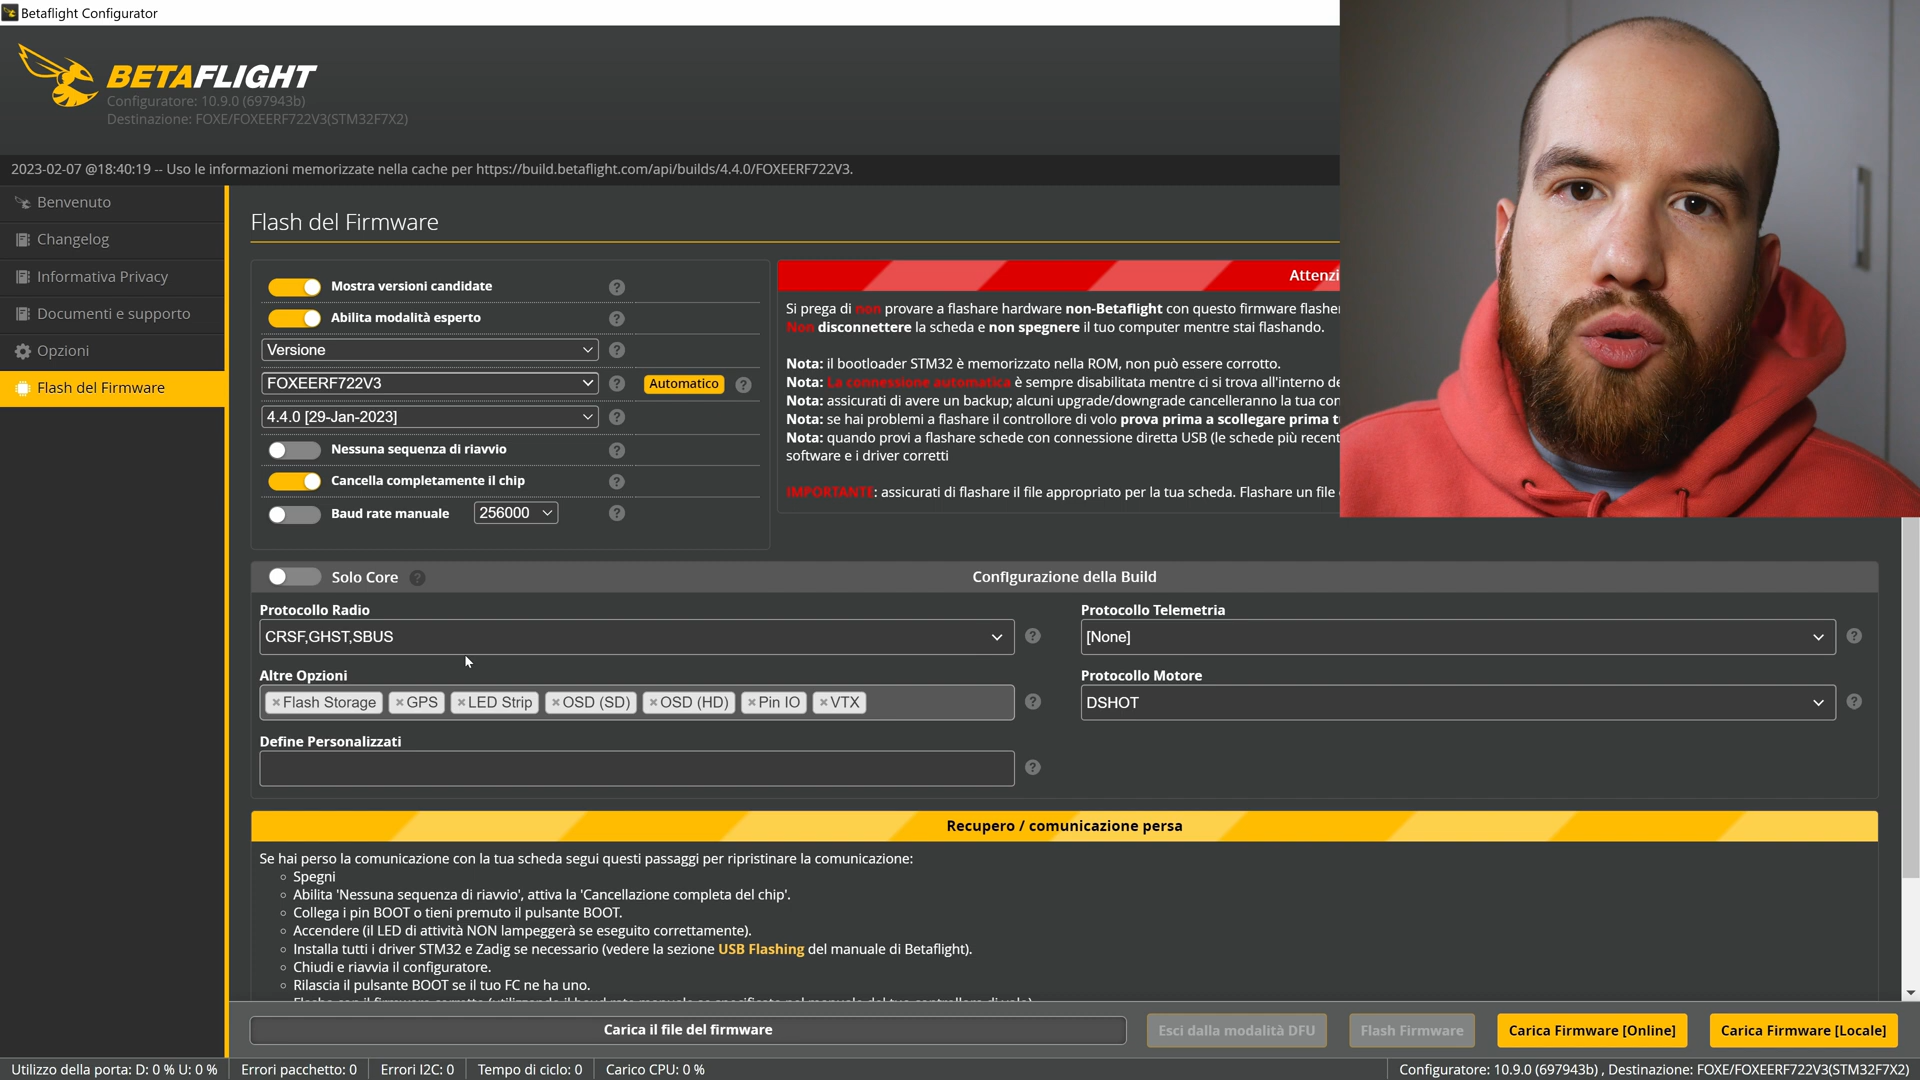 Betaflight Configurator
BETAFLIGHT
Configuratore: 10.9.0 (697943b)
Destinazione: FOXE/FOXEERF722V3(STM32F7X2)
2023-02-07 @18:40:19 -- Uso le informazioni memorizzate nella cache per https://build.betaflight.com/api/builds/4.4.0/FOXEERF722V3.
Benvenuto
Changelog
Informativa Privacy
Documenti e supporto
Opzioni
Flash del Firmware
Flash del Firmware
Mostra versioni candidate
Abilita modalità esperto
Versione
FOXEERF722V3
Automatico
4.4.0 [29-Jan-2023]
Nessuna sequenza di riavvio
Cancella completamente il chip
Baud rate manuale 256000
Attenzi
Si prega di non provare a flashare hardware non-Betaflight con questo firmware flasher
Non disconnettere la scheda e non spegnere il tuo computer mentre stai flashando.
Nota: il bootloader STM32 è memorizzato nella ROM, non può essere corrotto.
Nota: La connessione automatica è sempre disabilitata mentre ci si trova all'interno de
Nota: assicurati di avere un backup; alcuni upgrade/downgrade cancelleranno la tua con
Nota: se hai problemi a flashare il controllore di volo prova prima a scollegare prima t
Nota: quando provi a flashare schede con connessione diretta USB (le schede più recent
software e i driver corretti
IMPORTANTE: assicurati di flashare il file appropriato per la tua scheda. Flashare un file
Solo Core
Configurazione della Build
Protocollo Radio
CRSF,GHST,SBUS
Protocollo Telemetria
[None]
Altre Opzioni
×Flash Storage ×GPS ×LED Strip ×OSD (SD) ×OSD (HD) ×Pin IO ×VTX
Protocollo Motore
DSHOT
Define Personalizzati
Recupero / comunicazione persa
Se hai perso la comunicazione con la tua scheda segui questi passaggi per ripristinare la comunicazione:
Spegni
Abilita 'Nessuna sequenza di riavvio', attiva la 'Cancellazione completa del chip'.
Collega i pin BOOT o tieni premuto il pulsante BOOT.
Accendere (il LED di attività NON lampeggerà se eseguito correttamente).
Installa tutti i driver STM32 e Zadig se necessario (vedere la sezione USB Flashing del manuale di Betaflight).
Chiudi e riavvia il configuratore.
Rilascia il pulsante BOOT se il tuo FC ne ha uno.
Carica il file del firmware
Esci dalla modalità DFU
Flash Firmware
Carica Firmware [Online]
Carica Firmware [Locale]
Utilizzo della porta: D: 0 % U: 0 %
Errori pacchetto: 0
Errori I2C: 0
Tempo di ciclo: 0
Carico CPU: 0 %
Configuratore: 10.9.0 (697943b) , Destinazione: FOXE/FOXEERF722V3(STM32F7X2)